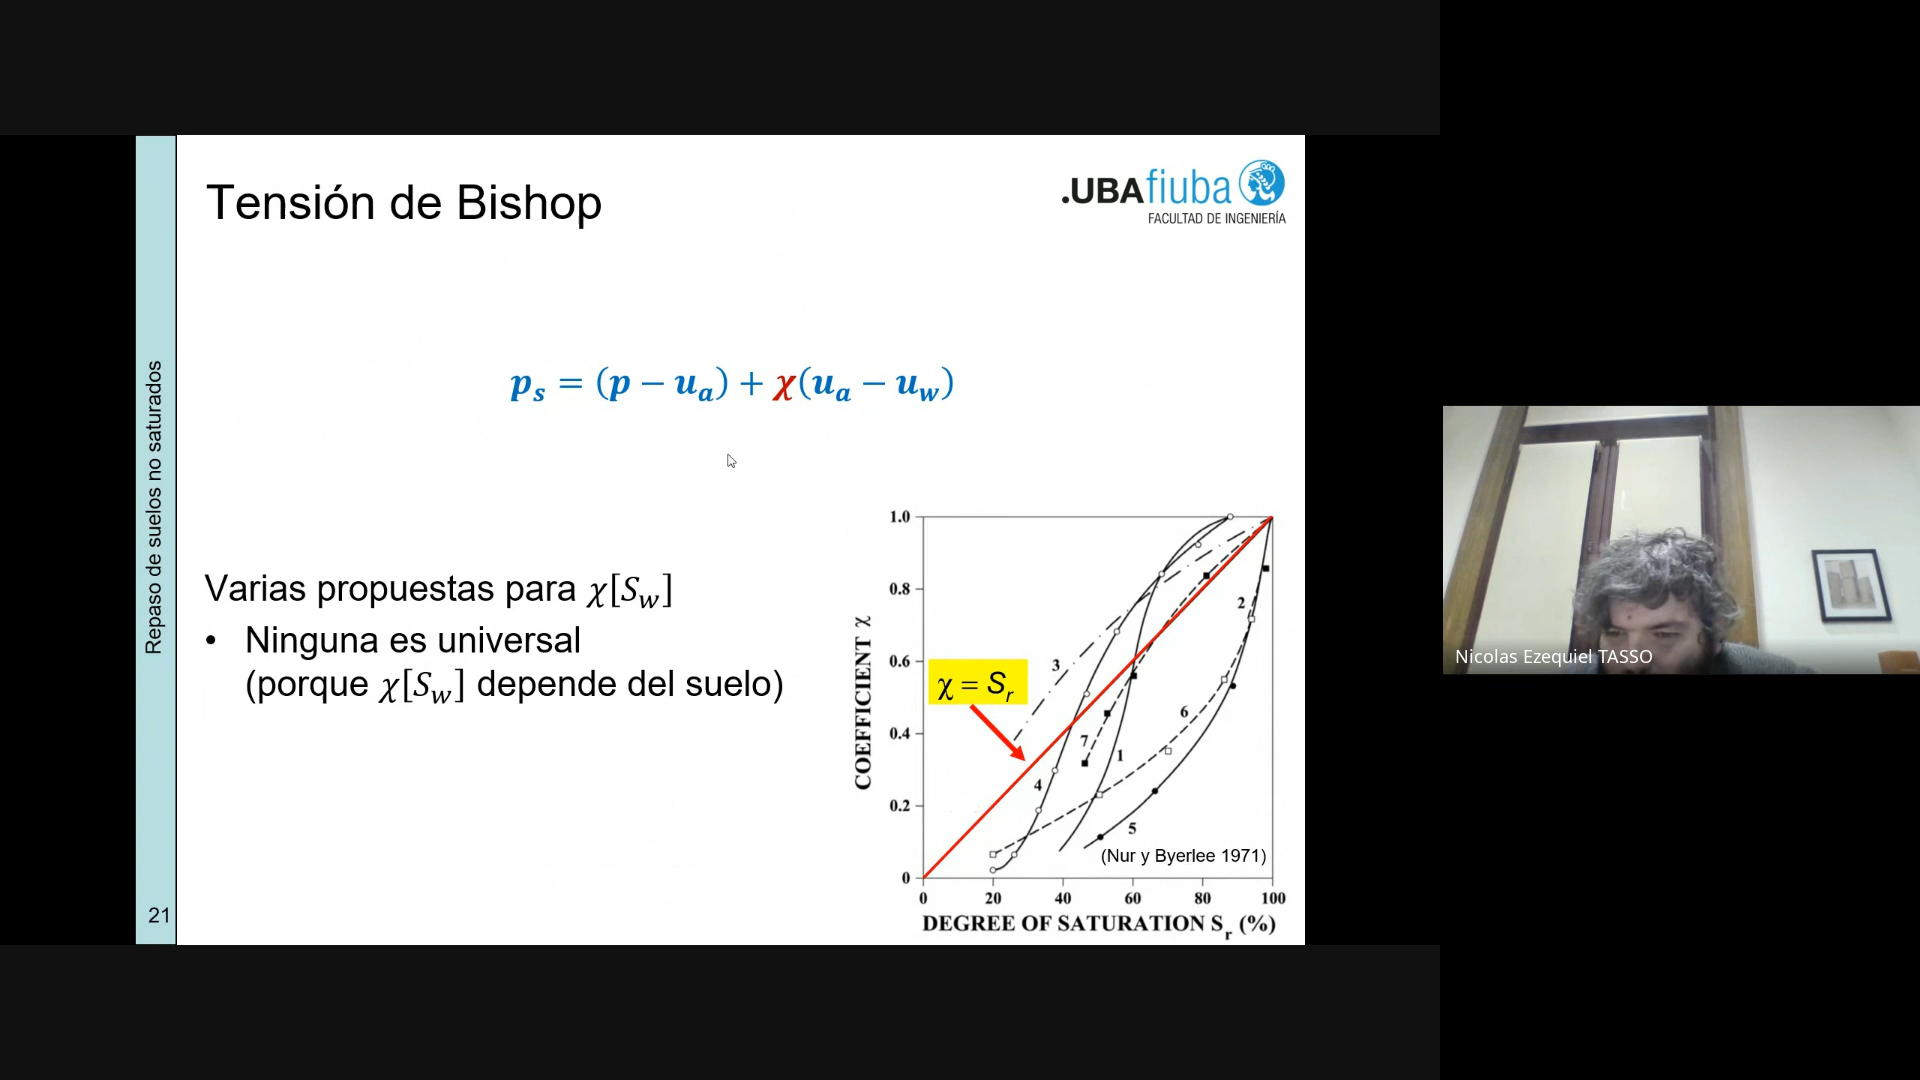 Tensión de Bishop
.UBAfiuba
FACULTAD DE INGENIERÍA
Repaso de suelos no saturados
21
pₛ = (p − uₐ) + χ(uₐ − u_w)
Varias propuestas para χ[S_w]
• Ninguna es universal
(porque χ[S_w] depende del suelo)
COEFFICIENT χ
1.0
0.8
0.6
0.4
0.2
0
χ = Sᵣ
3
2
6
7
1
4
5
(Nur y Byerlee 1971)
0 20 40 60 80 100
DEGREE OF SATURATION Sᵣ (%)
Nicolas Ezequiel TASSO